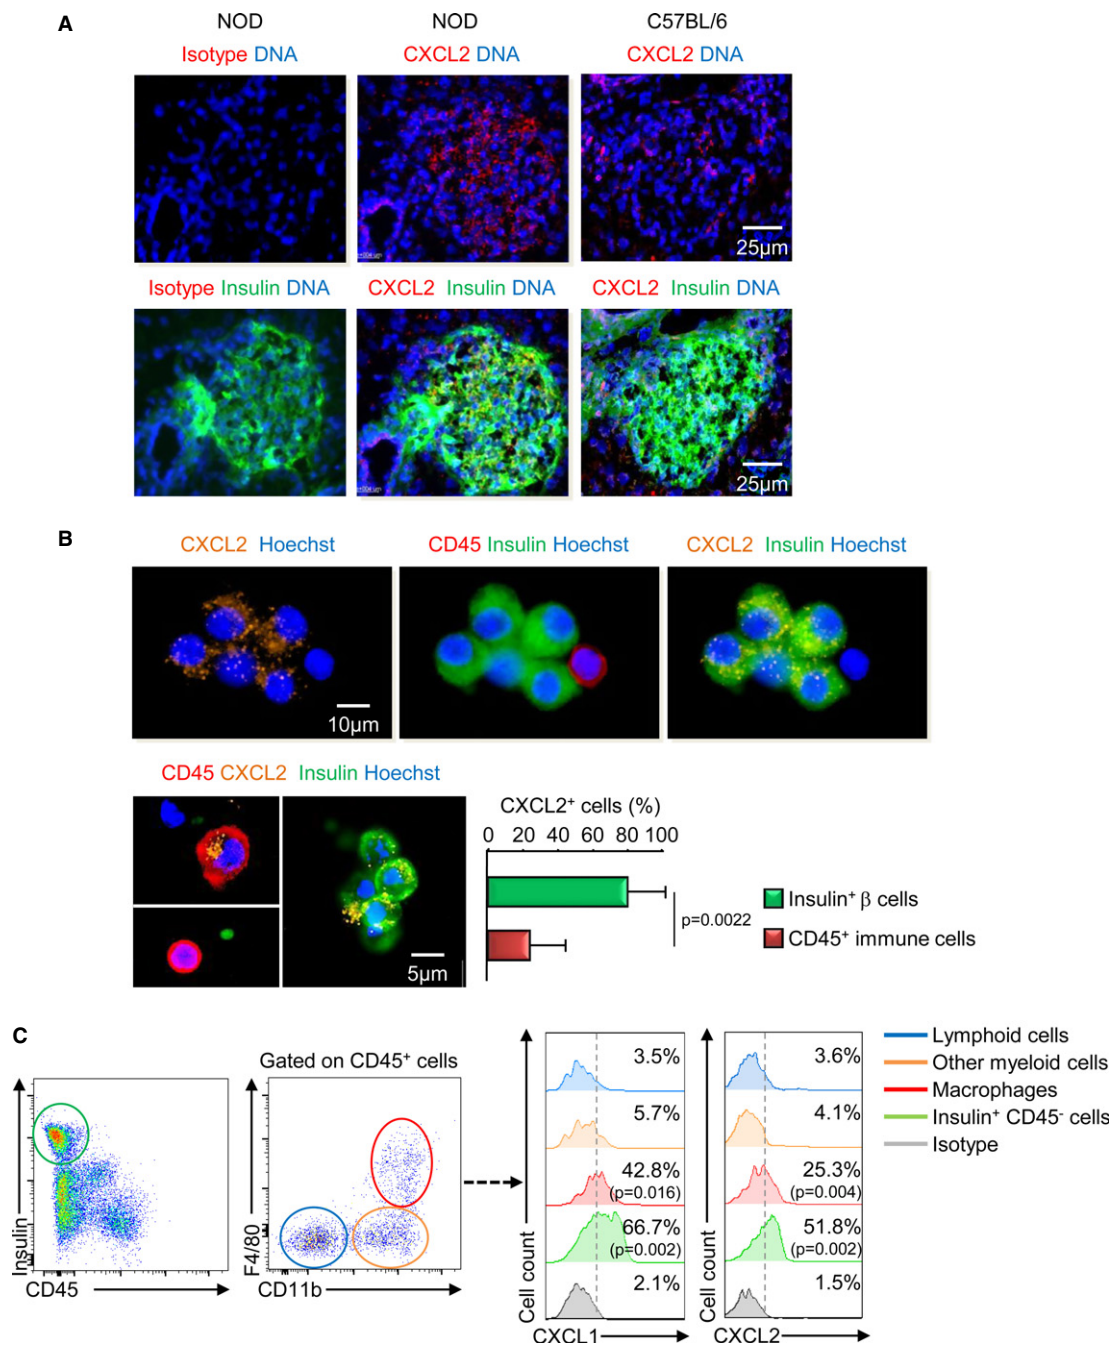 A
NOD NOD C57BL/6
Isotype DNA CXCL2 DNA CXCL2 DNA
25µm
Isotype Insulin DNA CXCL2 Insulin DNA CXCL2 Insulin DNA
25µm
B
CXCL2 Hoechst CD45 Insulin Hoechst CXCL2 Insulin Hoechst
10µm
CD45 CXCL2 Insulin Hoechst
5µm
CXCL2⁺ cells (%)
0 20 40 60 80 100
p=0.0022
Insulin⁺ β cells
CD45⁺ immune cells
C
Insulin
CD45
Gated on CD45⁺ cells
F4/80
CD11b
Cell count
Cell count
3.5%
5.7%
42.8%
(p=0.016)
66.7%
(p=0.002)
2.1%
CXCL1
Cell count
Cell count
3.6%
4.1%
25.3%
(p=0.004)
51.8%
(p=0.002)
1.5%
CXCL2
Lymphoid cells
Other myeloid cells
Macrophages
Insulin⁺ CD45⁻ cells
Isotype